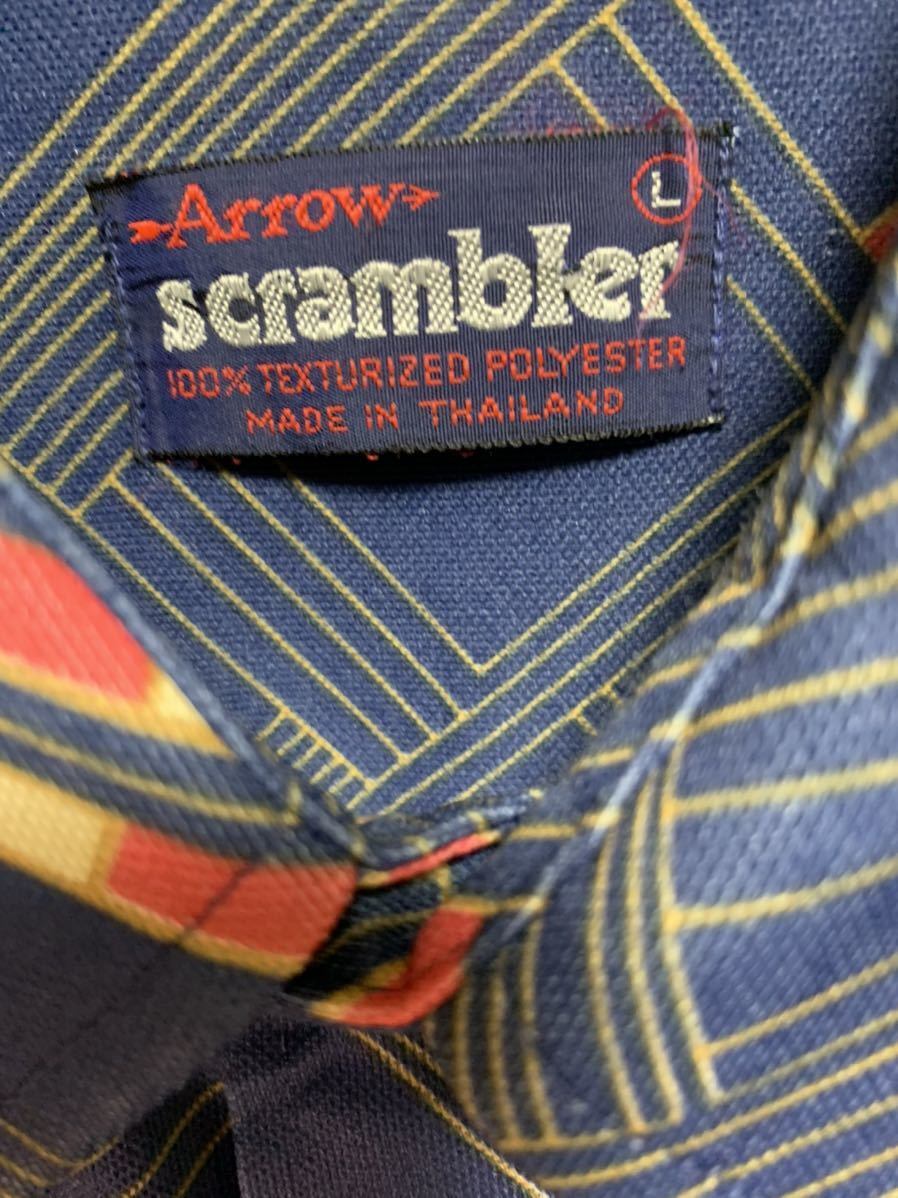 Arrow L
scrambler
100% TEXTURIZED POLYESTER
MADE IN THAILAND